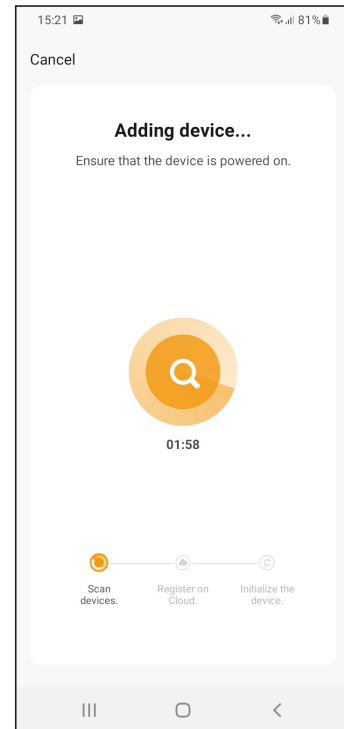 15:21 81%
Cancel
Adding device...
Ensure that the device is powered on.
01:58
Scan devices.
Register on Cloud.
Initialize the device.